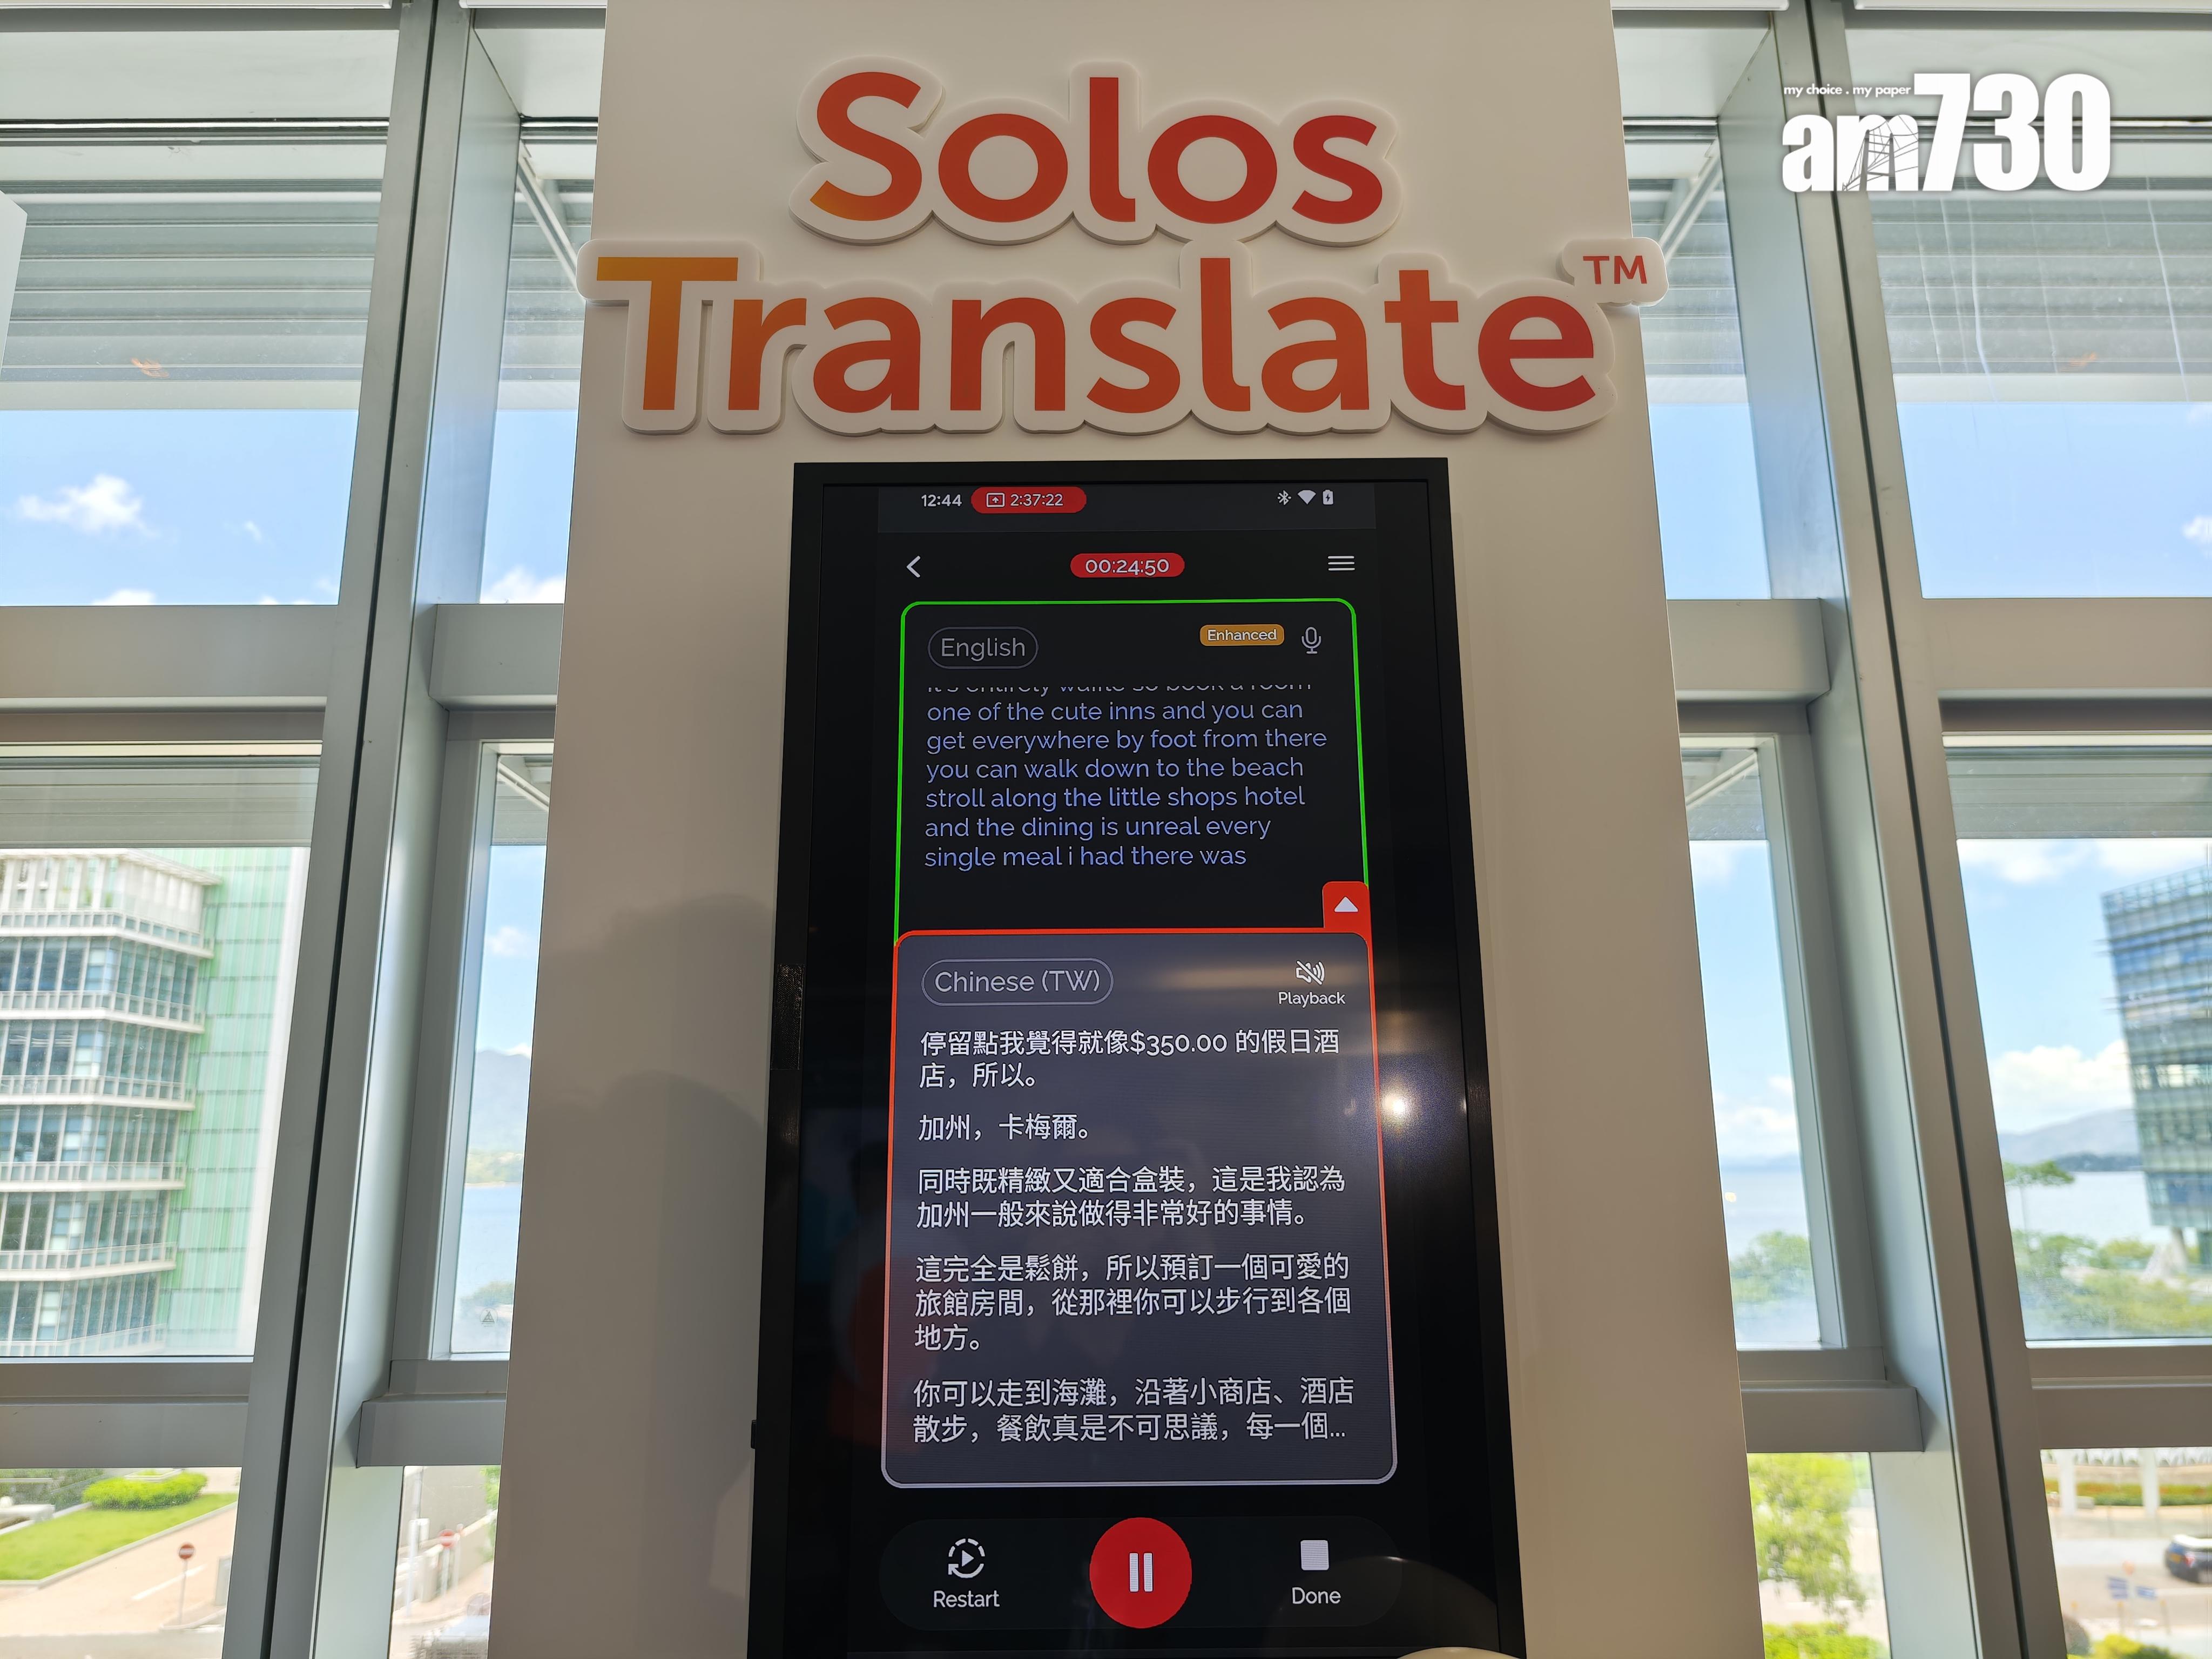 Solos
Translate™
my choice . my paper
am730
12:44 2:37:22
00:24:50
English
Enhanced
it's entirely waffle so book a room
one of the cute inns and you can
get everywhere by foot from there
you can walk down to the beach
stroll along the little shops hotel
and the dining is unreal every
single meal i had there was
Chinese (TW)
Playback
停留點我覺得就像$350.00 的假日酒
店，所以。
加州，卡梅爾。
同時既精緻又適合盒裝，這是我認為
加州一般來說做得非常好的事情。
這完全是鬆餅，所以預訂一個可愛的
旅館房間，從那裡你可以步行到各個
地方。
你可以走到海灘，沿著小商店、酒店
散步，餐飲真是不可思議，每一個...
Restart
Done